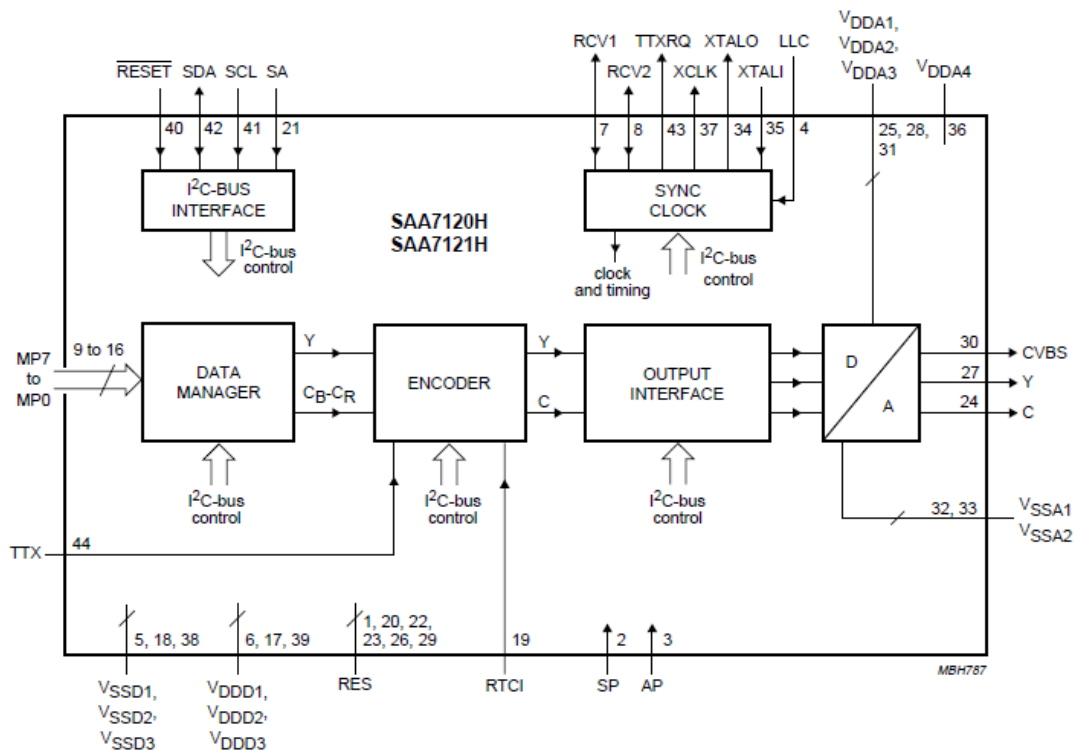 RCV1 TTXRQ XTALO LLC
VDDA1,
VDDA2,
VDDA3
RESET SDA SCL SA
RCV2 XCLK XTALI
VDDA4
40 42 41 21
7 8 43 37 34 35 4
25, 28,
31
36
I2C-BUS
INTERFACE
SYNC
CLOCK
SAA7120H
SAA7121H
I2C-bus
control
clock
and timing
I2C-bus
control
MP7
to
MP0
9 to 16
DATA
MANAGER
Y
CB-CR
ENCODER
Y
C
OUTPUT
INTERFACE
D
A
30 CVBS
27 Y
24 C
I2C-bus
control
I2C-bus
control
I2C-bus
control
32, 33
VSSA1
VSSA2
TTX 44
5, 18, 38
6, 17, 39
1, 20, 22,
23, 26, 29
19
2
3
MBH787
VSSD1,
VSSD2,
VSSD3
VDDD1,
VDDD2,
VDDD3
RES
RTCI
SP
AP